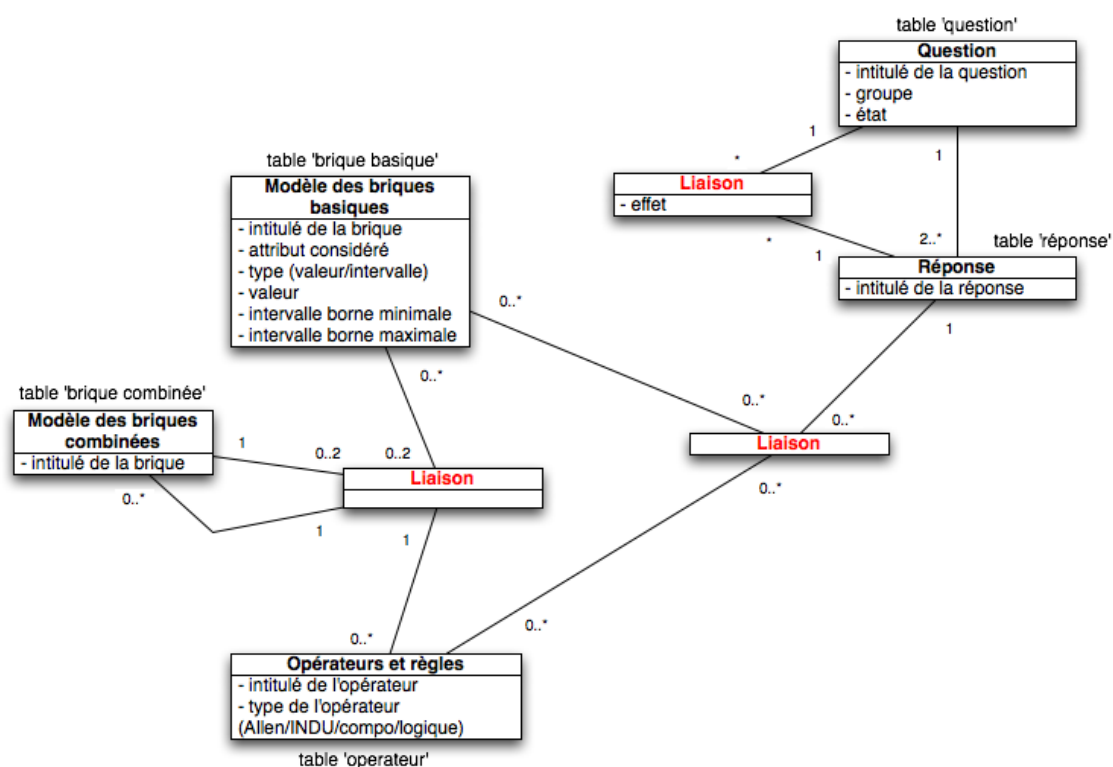 table 'question'
Question
- intitulé de la question
- groupe
- état
1
*
1
Liaison
- effet
*
1
2..*
table 'réponse'
Réponse
- intitulé de la réponse
1
table 'brique basique'
Modèle des briques
basiques
- intitulé de la brique
- attribut considéré
- type (valeur/intervalle)
- valeur
- intervalle borne minimale
- intervalle borne maximale
0..*
0..*
0..*
0..*
Liaison
0..*
table 'brique combinée'
Modèle des briques
combinées
- intitulé de la brique
1
0..2
0..2
Liaison
0..*
1
1
0..*
0..*
Opérateurs et règles
- intitulé de l'opérateur
- type de l'opérateur
(Allen/INDU/compo/logique)
table 'operateur'